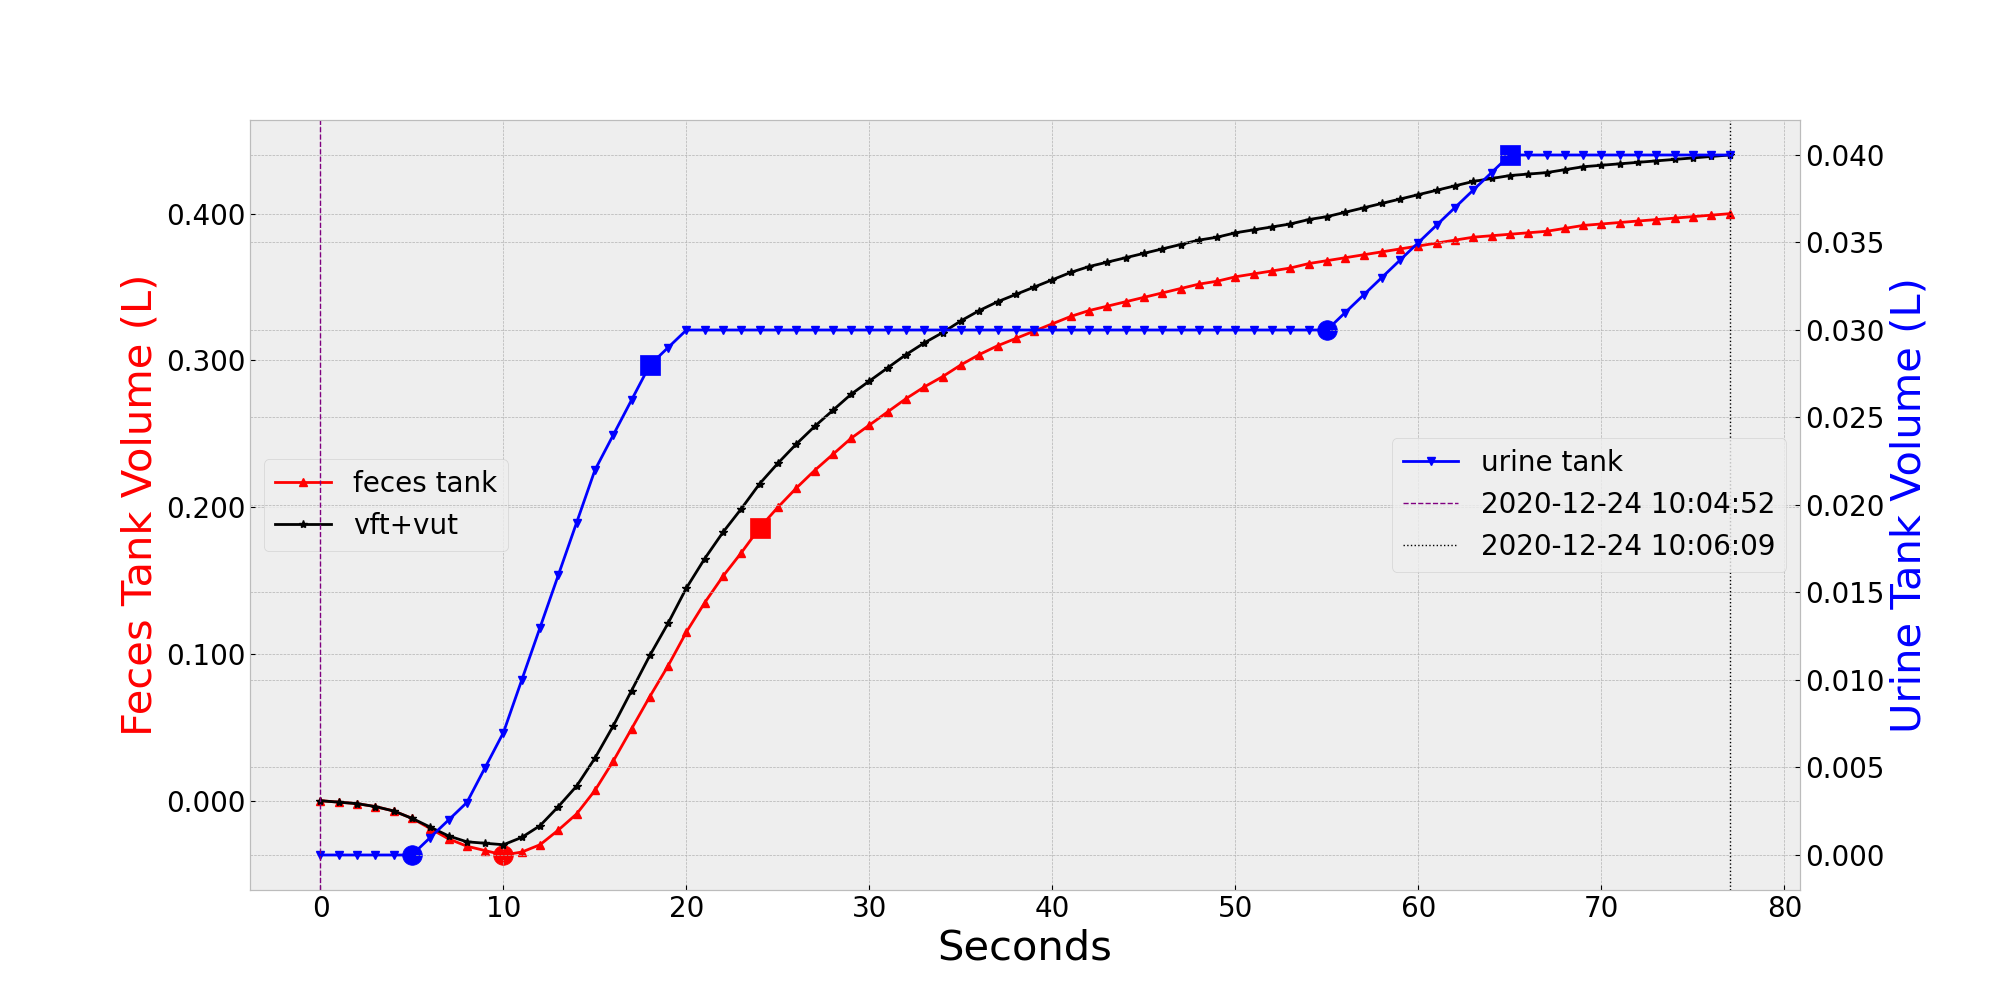 Feces Tank Volume (L)
0.400
0.300
0.200
0.100
0.000
feces tank
vft+vut
0.040
0.035
0.030
0.025
0.020
0.015
0.010
0.005
0.000
urine tank
2020-12-24 10:04:52
2020-12-24 10:06:09
Urine Tank Volume (L)
0 10 20 30 40 50 60 70 80
Seconds